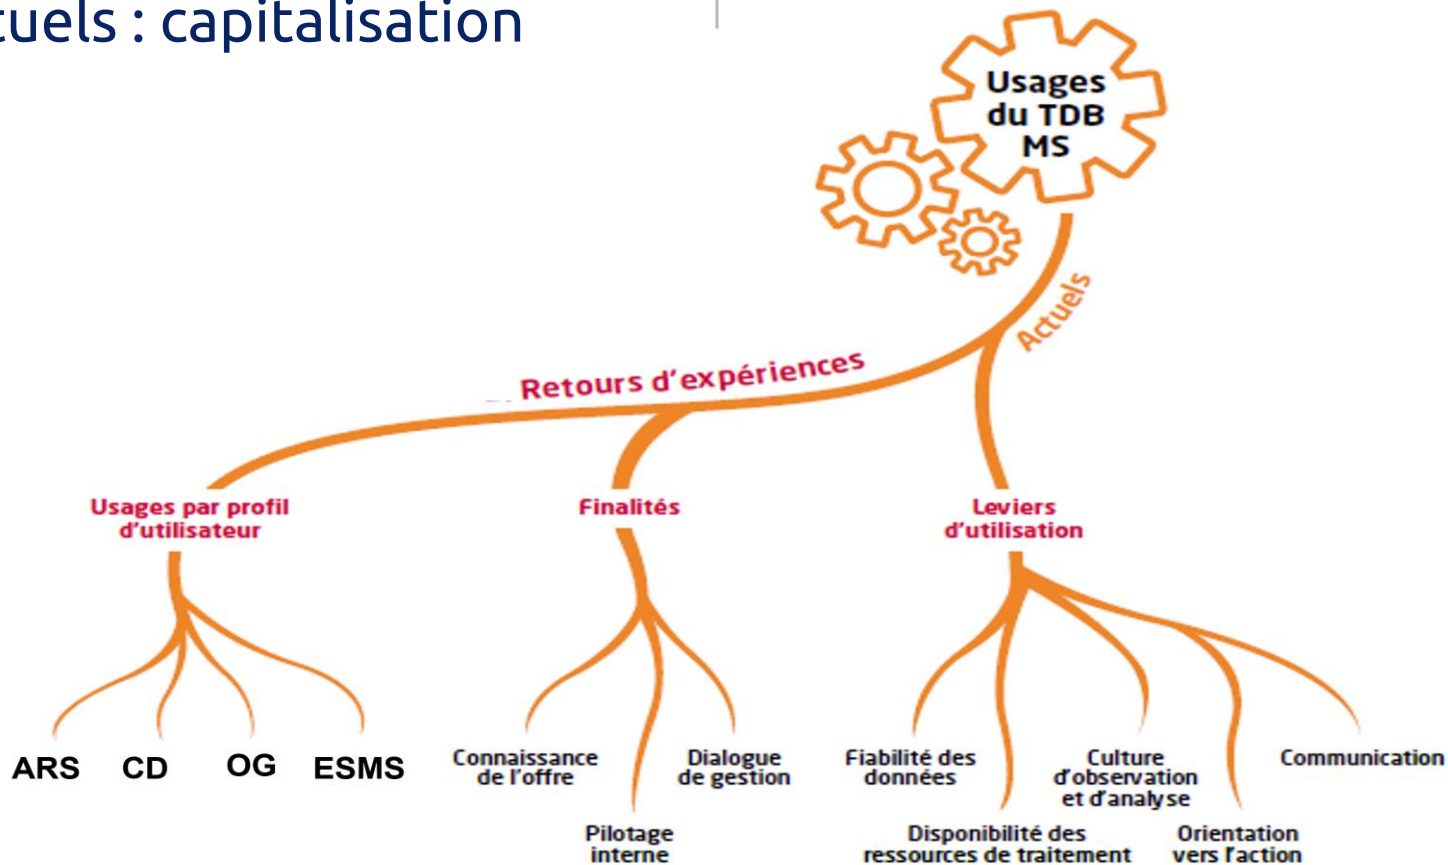 tuels : capitalisation
Usages
du TDB
MS
Actuels
Retours d'expériences
Usages par profil
d'utilisateur
Finalités
Leviers
d'utilisation
ARS
CD
OG
ESMS
Connaissance
de l'offre
Pilotage
interne
Dialogue
de gestion
Fiabilité des
données
Disponibilité des
ressources de traitement
Culture
d'observation
et d'analyse
Orientation
vers l'action
Communication